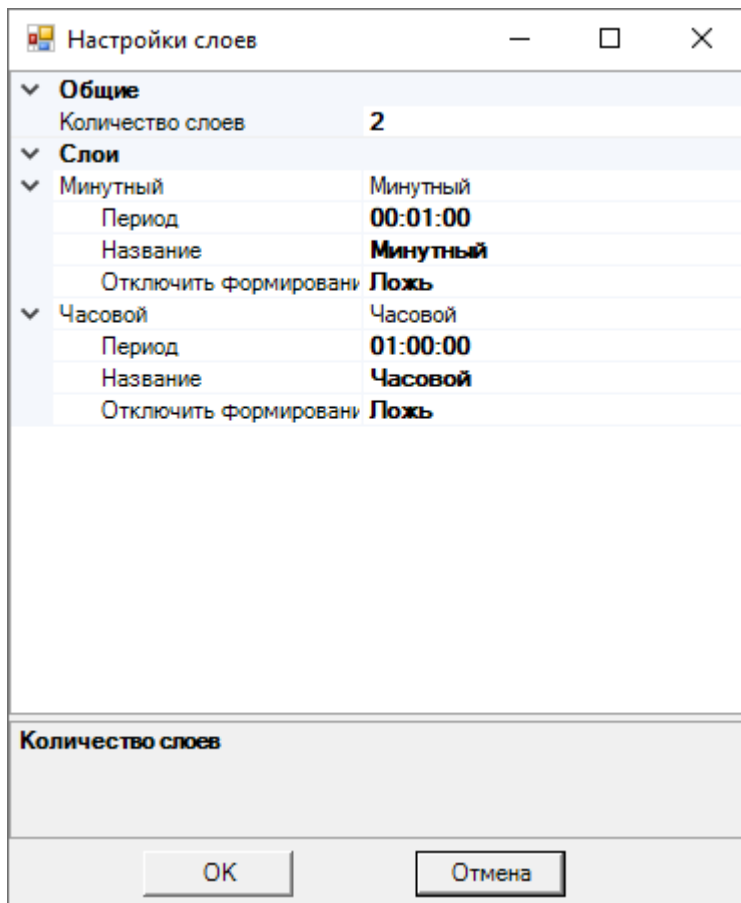 Настройки слоев
Общие
Количество слоев 2
Слои
Минутный Минутный
Период 00:01:00
Название Минутный
Отключить формировани Ложь
Часовой Часовой
Период 01:00:00
Название Часовой
Отключить формировани Ложь
Количество слоев
OK Отмена